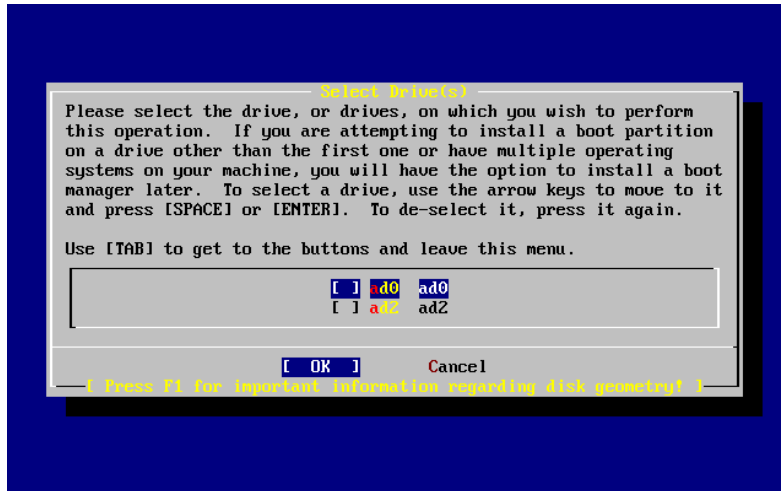 Select Drive(s)
Please select the drive, or drives, on which you wish to perform
this operation.  If you are attempting to install a boot partition
on a drive other than the first one or have multiple operating
systems on your machine, you will have the option to install a boot
manager later.  To select a drive, use the arrow keys to move to it
and press [SPACE] or [ENTER].  To de-select it, press it again.
Use [TAB] to get to the buttons and leave this menu.
[ ] ad0  ad0
[ ] ad2  ad2
[ OK ]  Cancel
[ Press F1 for important information regarding disk geometry! ]